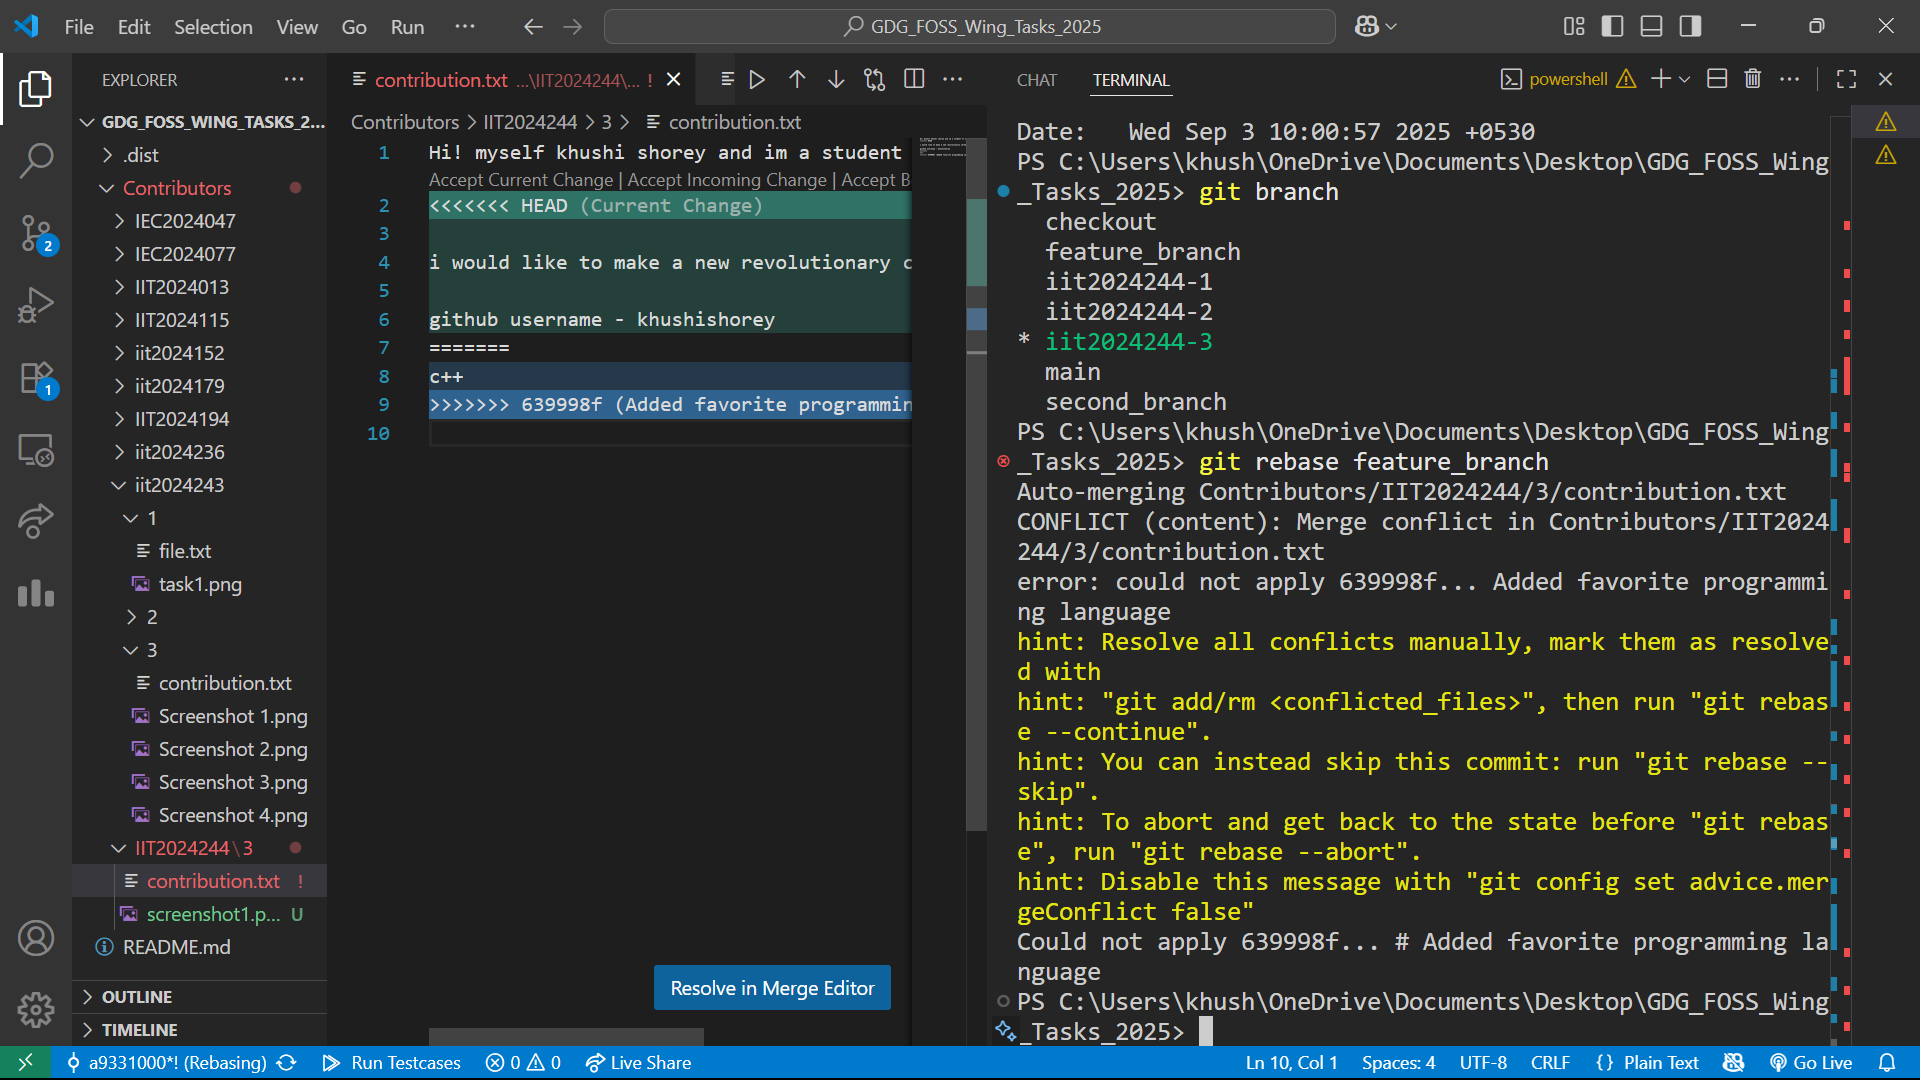 File Edit Selection View Go Run ...
GDG_FOSS_Wing_Tasks_2025
EXPLORER
GDG_FOSS_WING_TASKS_2...
.dist
Contributors
IEC2024047
IEC2024077
IIT2024013
IIT2024115
iit2024152
iit2024179
IIT2024194
iit2024236
iit2024243
1
file.txt
task1.png
2
3
contribution.txt
Screenshot 1.png
Screenshot 2.png
Screenshot 3.png
Screenshot 4.png
IIT2024244\3
contribution.txt !
screenshot1.p... U
README.md
OUTLINE
TIMELINE
2
1
contribution.txt ...\IIT2024244\... !
Contributors > IIT2024244 > 3 > contribution.txt
1 Hi! myself khushi shorey and im a student
Accept Current Change | Accept Incoming Change | Accept B
2 <<<<<<< HEAD (Current Change)
3
4 i would like to make a new revolutionary c
5
6 github username - khushishorey
7 =======
8 c++
9 >>>>>>> 639998f (Added favorite programmin
10
Resolve in Merge Editor
CHAT TERMINAL
powershell
Date:   Wed Sep 3 10:00:57 2025 +0530
PS C:\Users\khush\OneDrive\Documents\Desktop\GDG_FOSS_Wing
_Tasks_2025> git branch
checkout
feature_branch
iit2024244-1
iit2024244-2
* iit2024244-3
main
second_branch
PS C:\Users\khush\OneDrive\Documents\Desktop\GDG_FOSS_Wing
_Tasks_2025> git rebase feature_branch
Auto-merging Contributors/IIT2024244/3/contribution.txt
CONFLICT (content): Merge conflict in Contributors/IIT2024
244/3/contribution.txt
error: could not apply 639998f... Added favorite programmi
ng language
hint: Resolve all conflicts manually, mark them as resolve
d with
hint: "git add/rm <conflicted_files>", then run "git rebas
e --continue".
hint: You can instead skip this commit: run "git rebase --
skip".
hint: To abort and get back to the state before "git rebas
e", run "git rebase --abort".
hint: Disable this message with "git config set advice.mer
geConflict false"
Could not apply 639998f... # Added favorite programming la
nguage
PS C:\Users\khush\OneDrive\Documents\Desktop\GDG_FOSS_Wing
_Tasks_2025>
a9331000*! (Rebasing) Run Testcases 0 0 Live Share Ln 10, Col 1 Spaces: 4 UTF-8 CRLF {} Plain Text Go Live